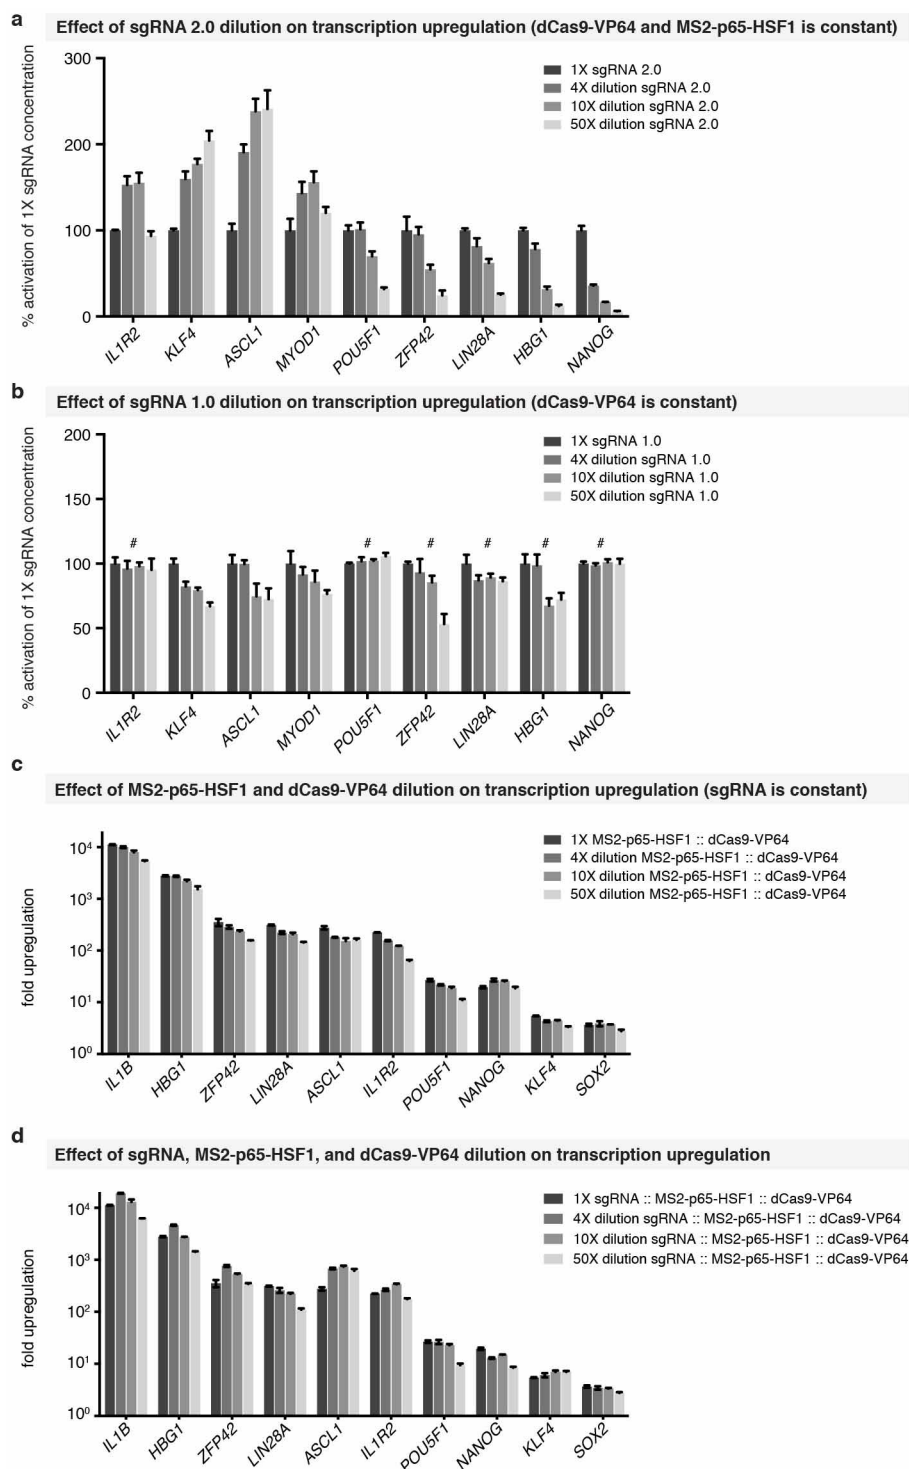 a
Effect of sgRNA 2.0 dilution on transcription upregulation (dCas9-VP64 and MS2-p65-HSF1 is constant)
% activation of 1X sgRNA concentration
300
200
100
0
1X sgRNA 2.0
4X dilution sgRNA 2.0
10X dilution sgRNA 2.0
50X dilution sgRNA 2.0
IL1R2 KLF4 ASCL1 MYOD1 POU5F1 ZFP42 LIN28A HBG1 NANOG
b
Effect of sgRNA 1.0 dilution on transcription upregulation (dCas9-VP64 is constant)
% activation of 1X sgRNA concentration
200
150
100
50
0
1X sgRNA 1.0
4X dilution sgRNA 1.0
10X dilution sgRNA 1.0
50X dilution sgRNA 1.0
# # # # # #
IL1R2 KLF4 ASCL1 MYOD1 POU5F1 ZFP42 LIN28A HBG1 NANOG
c
Effect of MS2-p65-HSF1 and dCas9-VP64 dilution on transcription upregulation (sgRNA is constant)
fold upregulation
10⁴
10³
10²
10¹
10⁰
1X MS2-p65-HSF1 :: dCas9-VP64
4X dilution MS2-p65-HSF1 :: dCas9-VP64
10X dilution MS2-p65-HSF1 :: dCas9-VP64
50X dilution MS2-p65-HSF1 :: dCas9-VP64
IL1B HBG1 ZFP42 LIN28A ASCL1 IL1R2 POU5F1 NANOG KLF4 SOX2
d
Effect of sgRNA, MS2-p65-HSF1, and dCas9-VP64 dilution on transcription upregulation
fold upregulation
10⁴
10³
10²
10¹
10⁰
1X sgRNA :: MS2-p65-HSF1 :: dCas9-VP64
4X dilution sgRNA :: MS2-p65-HSF1 :: dCas9-VP64
10X dilution sgRNA :: MS2-p65-HSF1 :: dCas9-VP64
50X dilution sgRNA :: MS2-p65-HSF1 :: dCas9-VP64
IL1B HBG1 ZFP42 LIN28A ASCL1 IL1R2 POU5F1 NANOG KLF4 SOX2